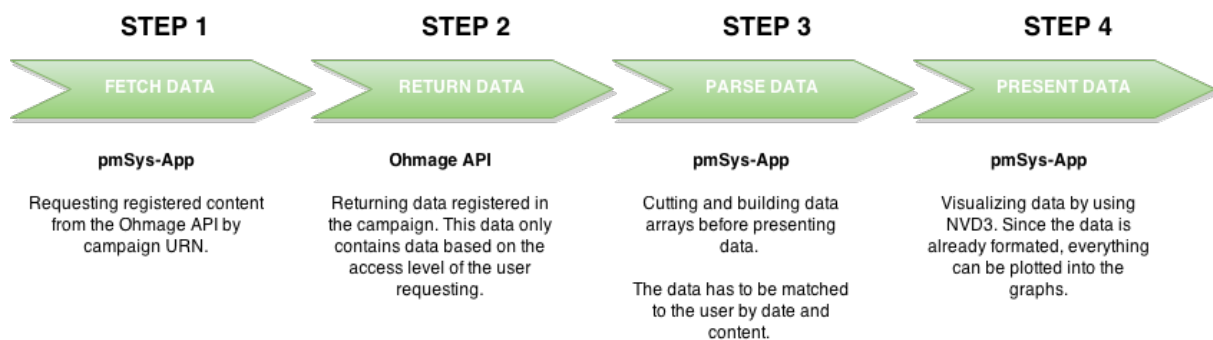 STEP 1
FETCH DATA
pmSys-App
Requesting registered content
from the Ohmage API by
campaign URN.
STEP 2
RETURN DATA
Ohmage API
Returning data registered in
the campaign. This data only
contains data based on the
access level of the user
requesting.
STEP 3
PARSE DATA
pmSys-App
Cutting and building data
arrays before presenting
data.
The data has to be matched
to the user by date and
content.
STEP 4
PRESENT DATA
pmSys-App
Visualizing data by using
NVD3. Since the data is
already formated, everything
can be plotted into the
graphs.